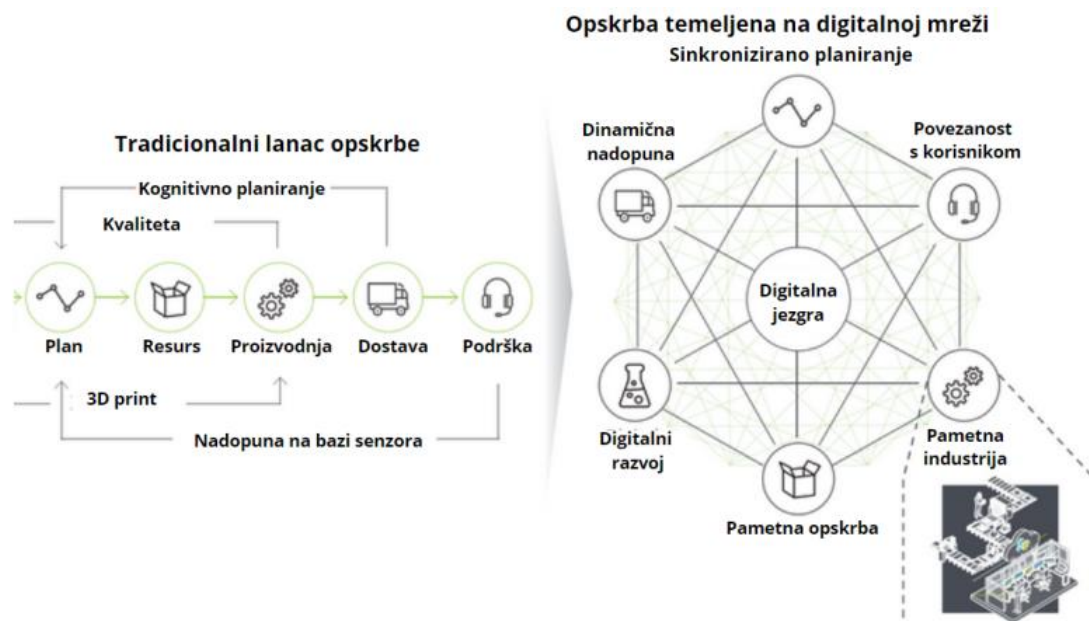 Opskrba temeljena na digitalnoj mreži
Sinkronizirano planiranje
Tradicionalni lanac opskrbe
Kognitivno planiranje
Kvaliteta
Plan
Resurs
Proizvodnja
Dostava
Podrška
3D print
Nadopuna na bazi senzora
Dinamična
nadopuna
Povezanost
s korisnikom
Digitalna
jezgra
Digitalni
razvoj
Pametna
industrija
Pametna opskrba